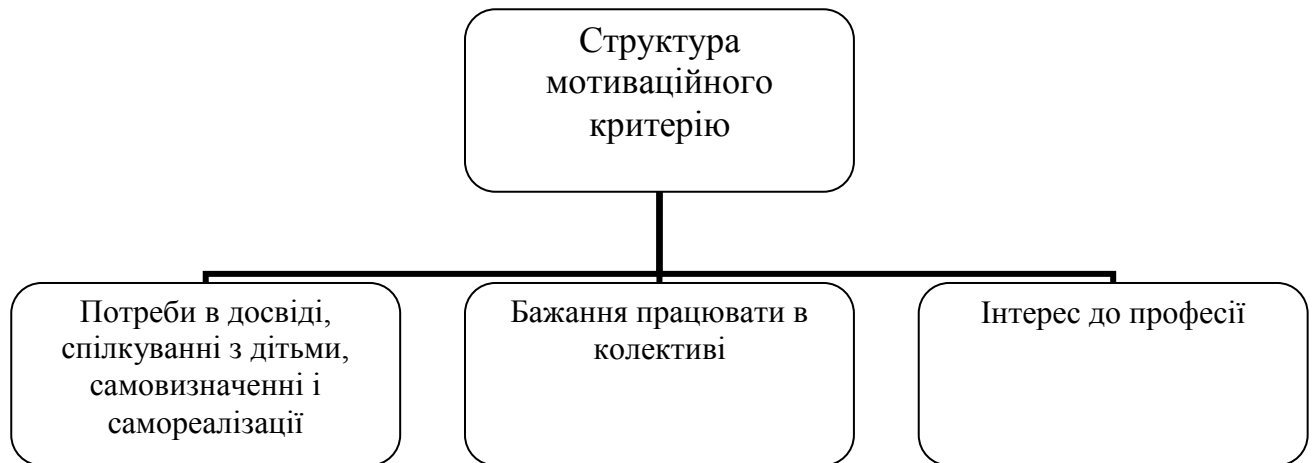 Структура
мотиваційного
критерію
Потреби в досвіді,
спілкуванні з дітьми,
самовизначенні і
самореалізації
Бажання працювати в
колективі
Інтерес до професії